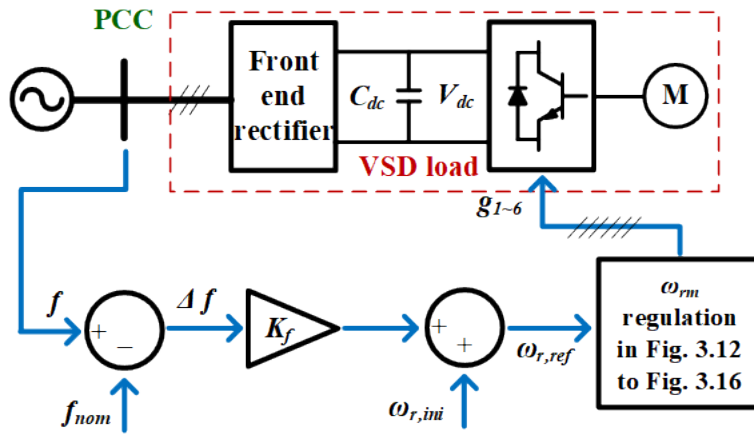 PCC
Front
end
rectifier
C_dc
V_dc
M
VSD load
g_1~6
f
Δ f
K_f
+
−
+
+
ω_r,ref
f_nom
ω_r,ini
ω_rm
regulation
in Fig. 3.12
to Fig. 3.16